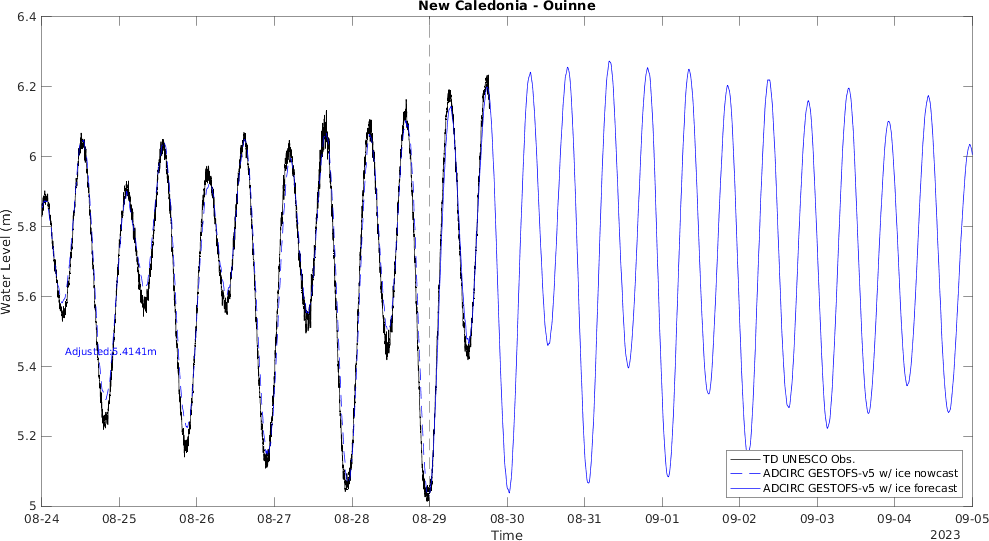 New Caledonia - Ouinne
6.4
6.2
6
5.8
5.6
5.4
5.2
5
Water Level (m)
Adjusted:5.4141m
TD UNESCO Obs.
ADCIRC GESTOFS-v5 w/ ice nowcast
ADCIRC GESTOFS-v5 w/ ice forecast
08-24 08-25 08-26 08-27 08-28 08-29 08-30 08-31 09-01 09-02 09-03 09-04 09-05
Time
2023